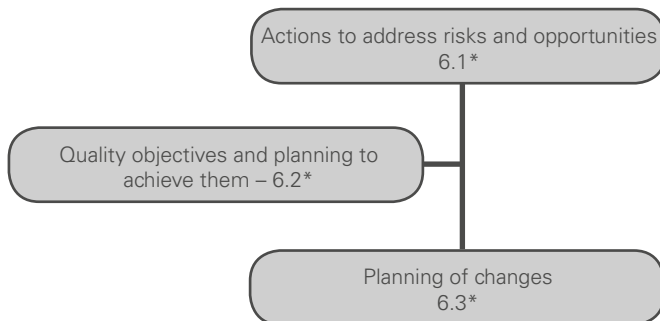 Actions to address risks and opportunities
6.1*
Quality objectives and planning to
achieve them – 6.2*
Planning of changes
6.3*